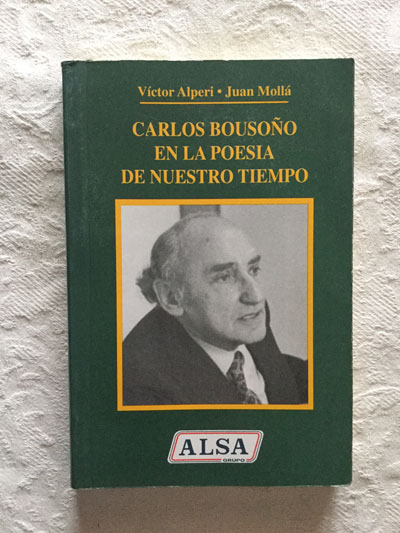 Víctor Alperi • Juan Mollá
CARLOS BOUSOÑO
EN LA POESIA
DE NUESTRO TIEMPO
ALSA
GRUPO